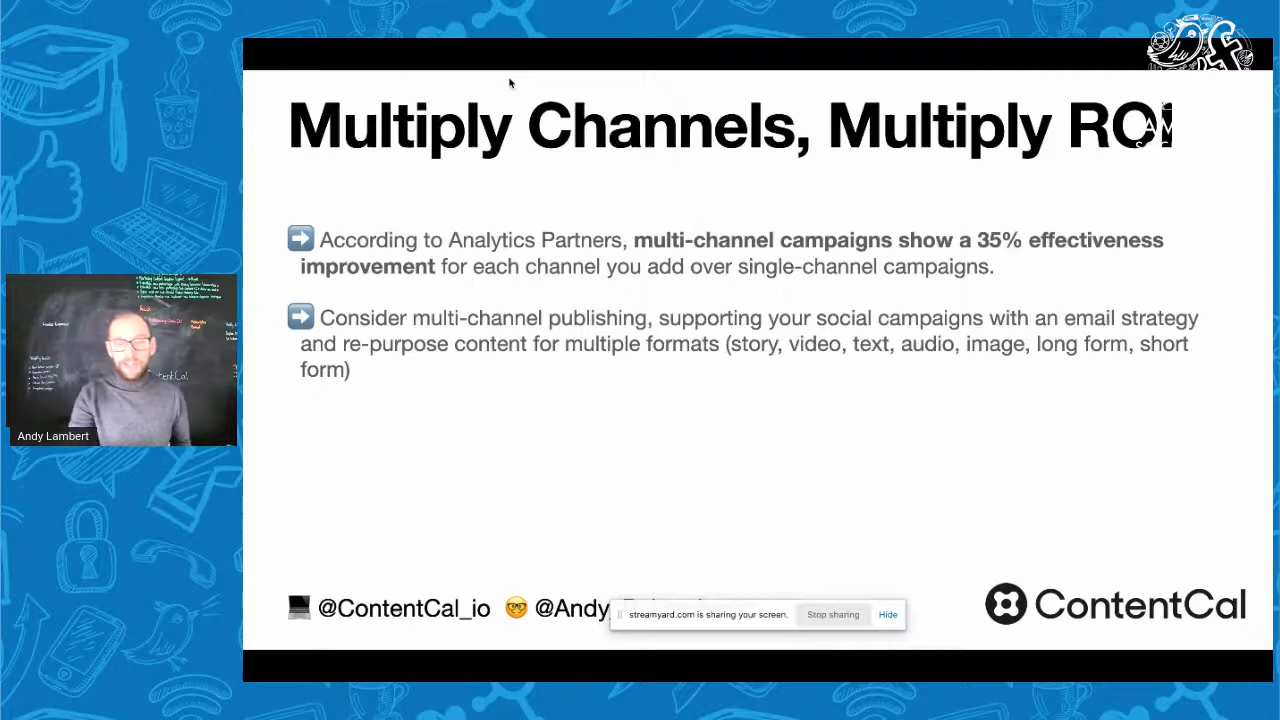 Multiply Channels, Multiply ROI
➡️ According to Analytics Partners, multi-channel campaigns show a 35% effectiveness
improvement for each channel you add over single-channel campaigns.
➡️ Consider multi-channel publishing, supporting your social campaigns with an email strategy
and re-purpose content for multiple formats (story, video, text, audio, image, long form, short
form)
Andy Lambert
@ContentCal_io @Andy_
streamyard.com is sharing your screen. Stop sharing Hide
ContentCal